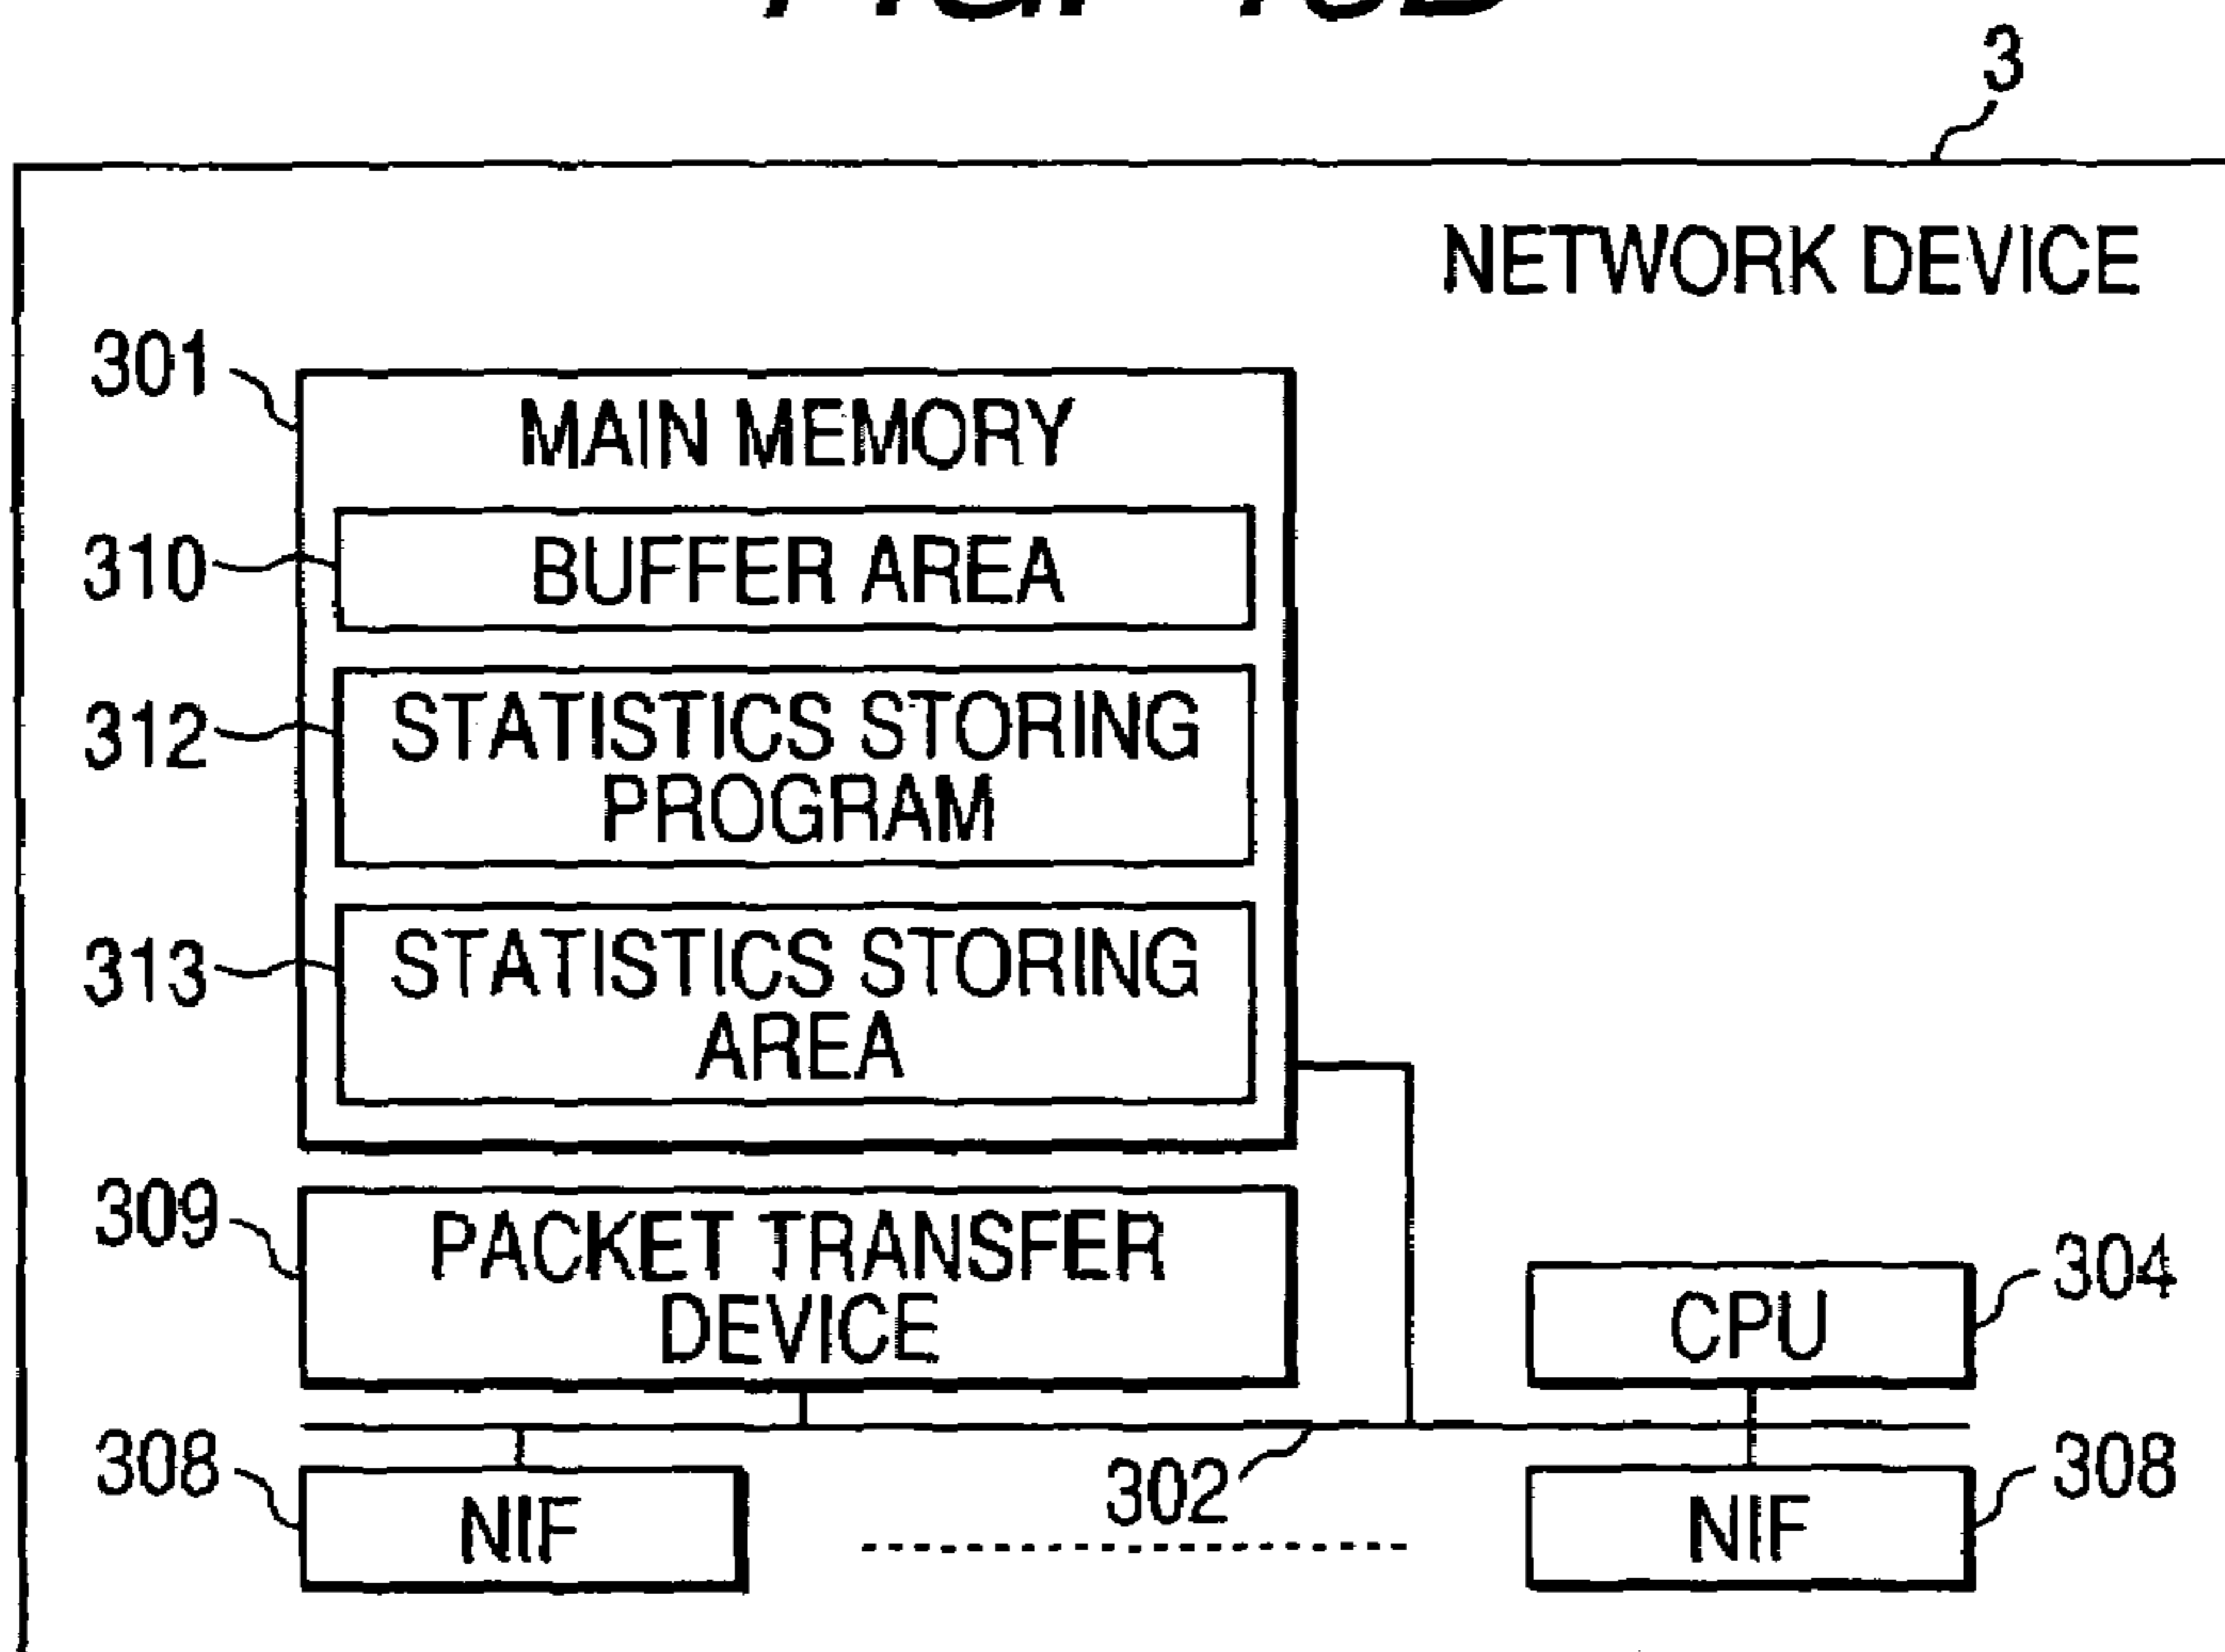 3
NETWORK DEVICE
301
MAIN MEMORY
310
BUFFER AREA
312
STATISTICS STORING
PROGRAM
313
STATISTICS STORING
AREA
309
PACKET TRANSFER
DEVICE
304
CPU
308
NIF
302
308
NIF